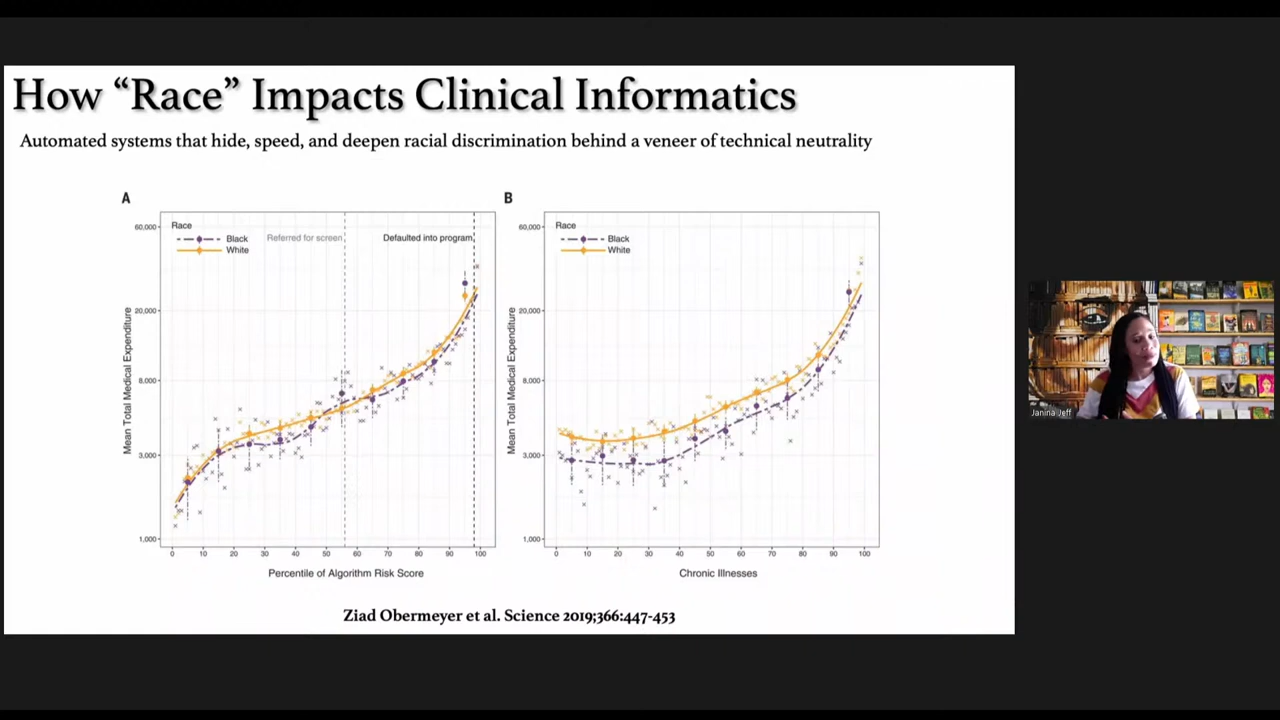 How “Race” Impacts Clinical Informatics
Automated systems that hide, speed, and deepen racial discrimination behind a veneer of technical neutrality
A
Race
Black
White
Referred for screen
Defaulted into program
60,000
20,000
8,000
3,000
1,000
Mean Total Medical Expenditure
0 10 20 30 40 50 60 70 80 90 100
Percentile of Algorithm Risk Score
B
Race
Black
White
60,000
20,000
8,000
3,000
1,000
Mean Total Medical Expenditure
0 10 20 30 40 50 60 70 80 90 100
Chronic Illnesses
Ziad Obermeyer et al. Science 2019;366:447-453
Janina Jeff